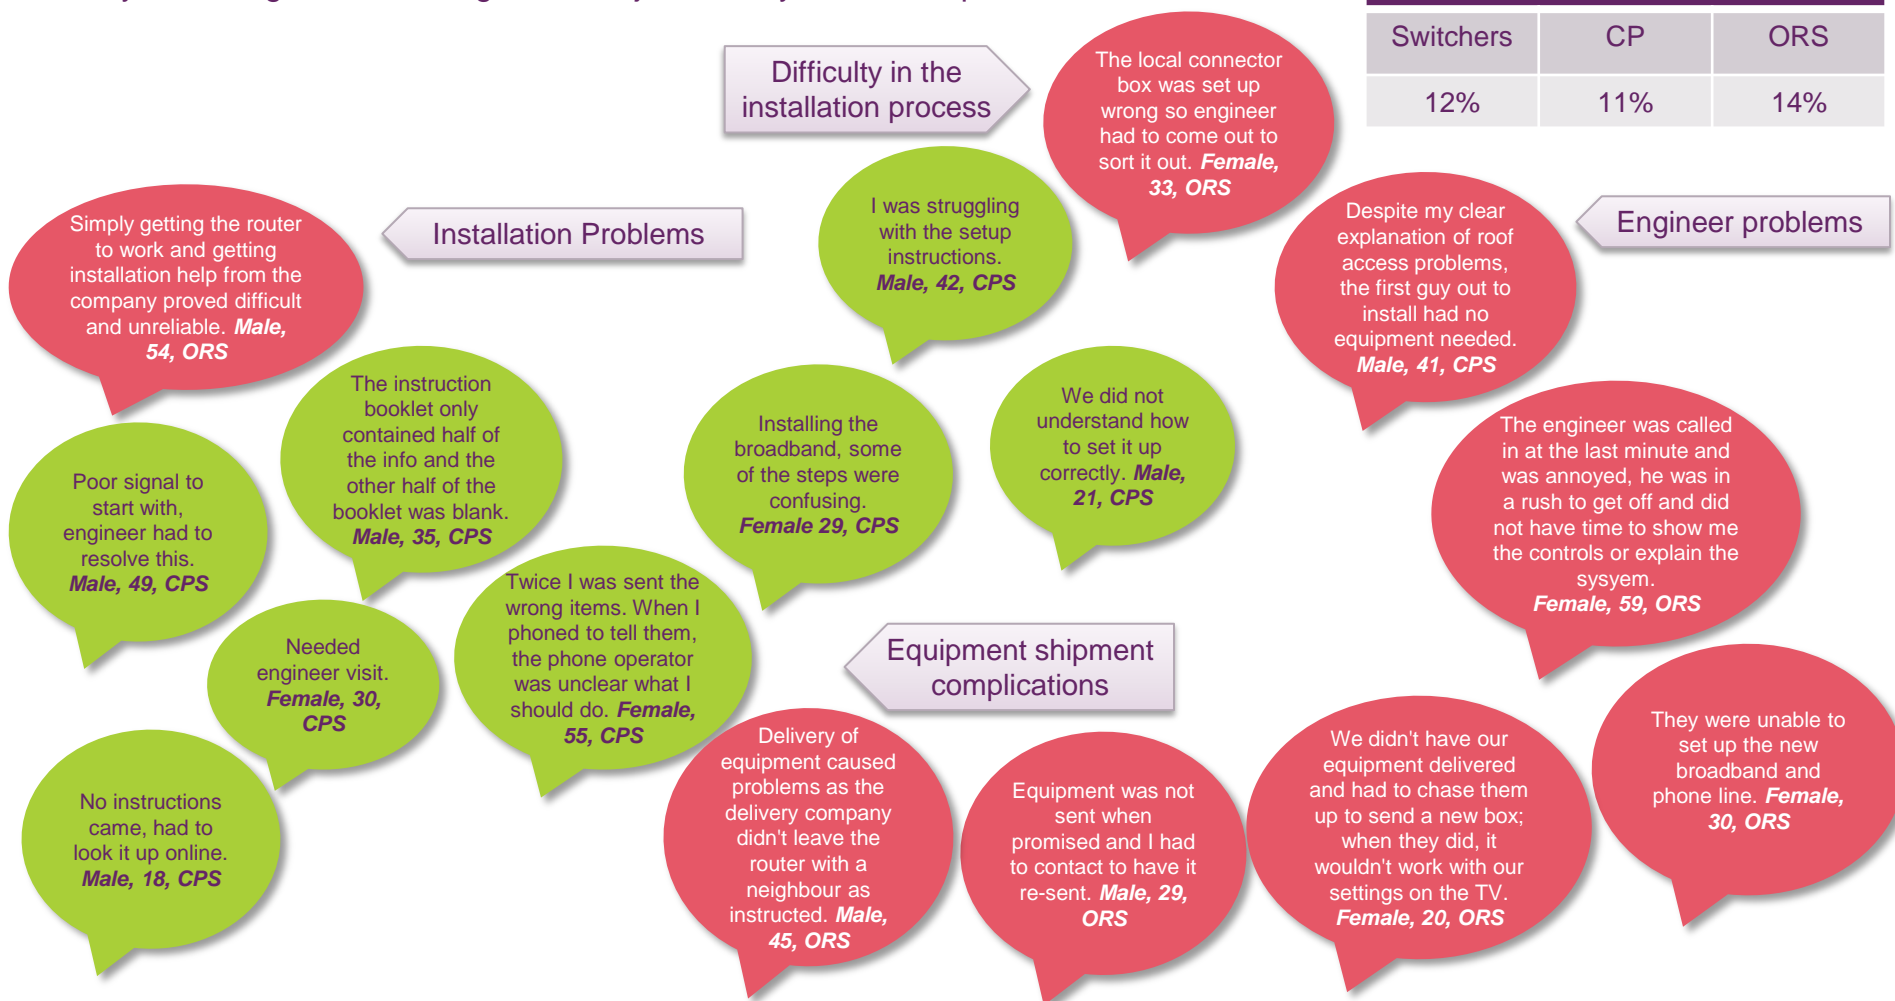 Switchers CP ORS
12% 11% 14%
Difficulty in the
installation process
The local connector
box was set up
wrong so engineer
had to come out to
sort it out. Female,
33, ORS
Installation Problems
Engineer problems
Simply getting the router
to work and getting
installation help from the
company proved difficult
and unreliable. Male,
54, ORS
I was struggling
with the setup
instructions.
Male, 42, CPS
Despite my clear
explanation of roof
access problems,
the first guy out to
install had no
equipment needed.
Male, 41, CPS
The instruction
booklet only
contained half of
the info and the
other half of the
booklet was blank.
Male, 35, CPS
Installing the
broadband, some
of the steps were
confusing.
Female 29, CPS
We did not
understand how
to set it up
correctly. Male,
21, CPS
The engineer was called
in at the last minute and
was annoyed, he was in
a rush to get off and did
not have time to show me
the controls or explain the
sysyem.
Female, 59, ORS
Poor signal to
start with,
engineer had to
resolve this.
Male, 49, CPS
Twice I was sent the
wrong items. When I
phoned to tell them,
the phone operator
was unclear what I
should do. Female,
55, CPS
Needed
engineer visit.
Female, 30,
CPS
Equipment shipment
complications
No instructions
came, had to
look it up online.
Male, 18, CPS
Delivery of
equipment caused
problems as the
delivery company
didn't leave the
router with a
neighbour as
instructed. Male,
45, ORS
Equipment was not
sent when
promised and I had
to contact to have it
re-sent. Male, 29,
ORS
We didn't have our
equipment delivered
and had to chase them
up to send a new box;
when they did, it
wouldn't work with our
settings on the TV.
Female, 20, ORS
They were unable to
set up the new
broadband and
phone line. Female,
30, ORS